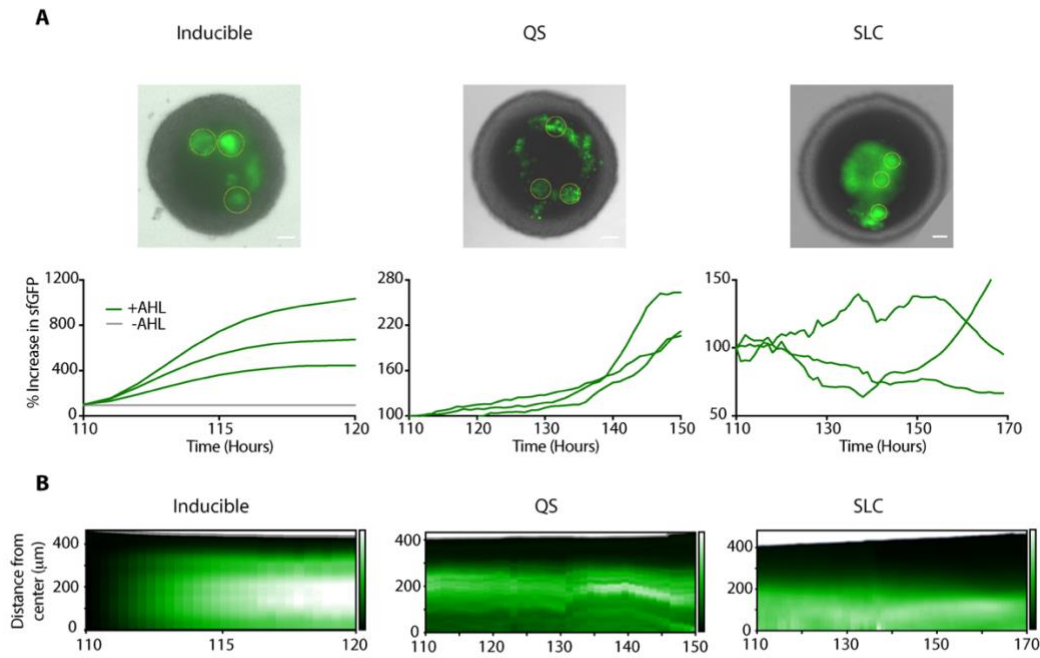 A
Inducible QS SLC
% Increase in sfGFP
1200
800
400
0
+AHL
-AHL
110 115 120
Time (Hours)
280
220
160
100
110 120 130 140 150
Time (Hours)
150
100
50
110 130 150 170
Time (Hours)
B
Inducible QS SLC
Distance from
center (μm)
400
200
0
110 115 120
400
200
0
110 120 130 140 150
400
200
0
110 130 150 170